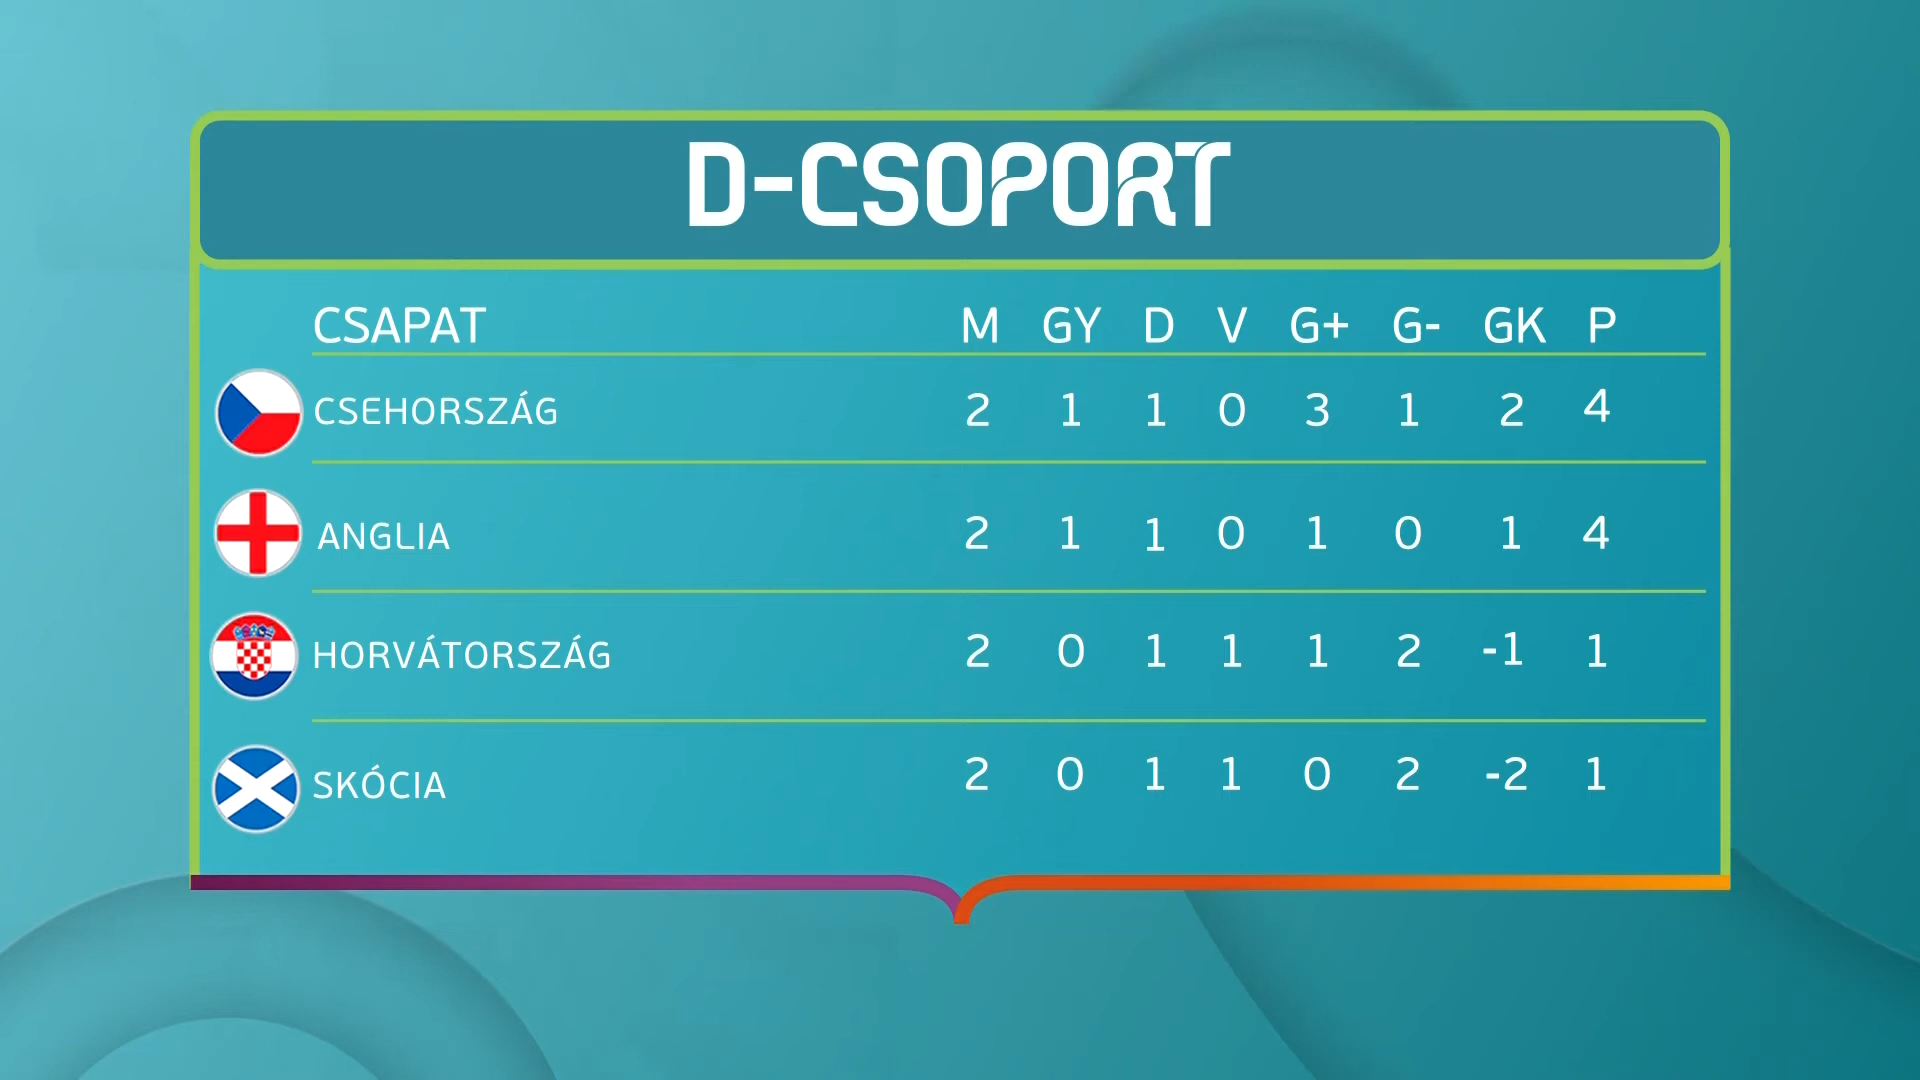 D-CSOPORT
CSAPAT M GY D V G+ G- GK P
CSEHORSZÁG 2 1 1 0 3 1 2 4
ANGLIA 2 1 1 0 1 0 1 4
HORVÁTORSZÁG 2 0 1 1 1 2 -1 1
SKÓCIA 2 0 1 1 0 2 -2 1